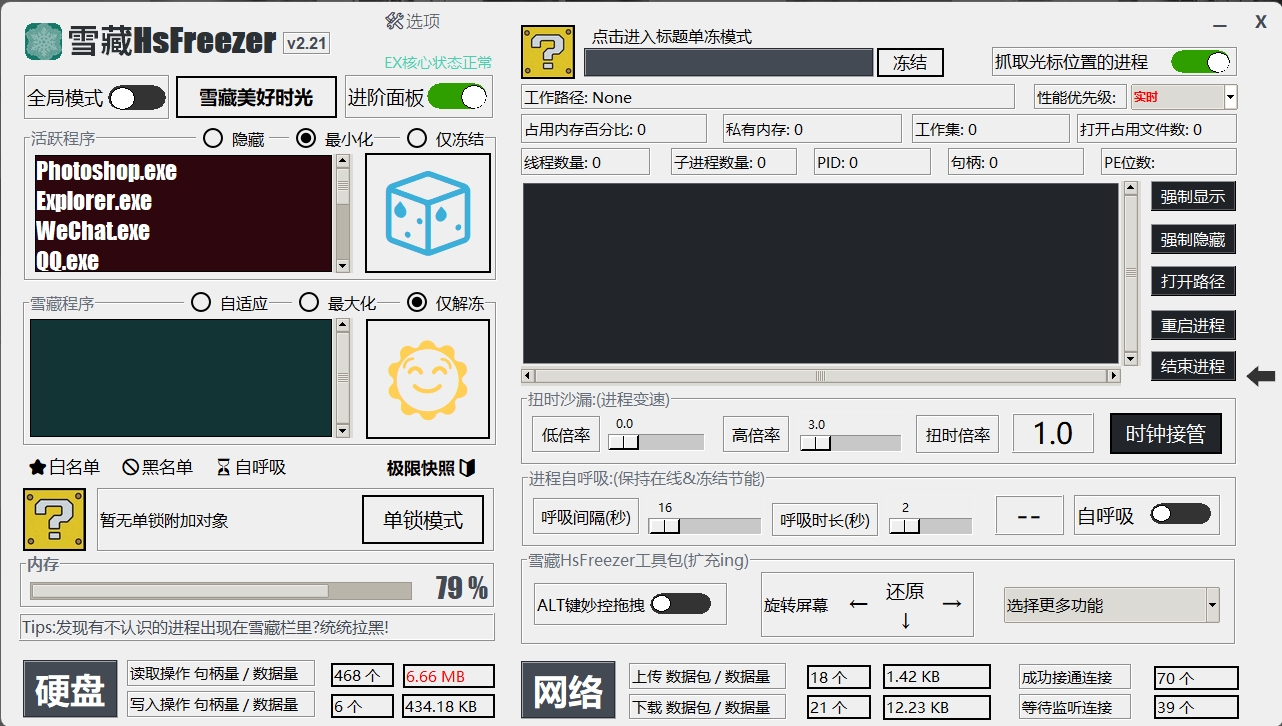 雪藏HsFreezer v2.21
选项
EX核心状态正常
全局模式
雪藏美好时光
进阶面板
活跃程序
隐藏
最小化
仅冻结
Photoshop.exe
Explorer.exe
WeChat.exe
QQ.exe
雪藏程序
自适应
最大化
仅解冻
白名单
黑名单
自呼吸
极限快照
暂无单锁附加对象
单锁模式
内存
79 %
Tips:发现有不认识的进程出现在雪藏栏里?统统拉黑!
硬盘
读取操作 句柄量 / 数据量
468 个
6.66 MB
写入操作 句柄量 / 数据量
6 个
434.18 KB
X
点击进入标题单冻模式
冻结
抓取光标位置的进程
工作路径: None
性能优先级:
实时
占用内存百分比: 0
私有内存: 0
工作集: 0
打开占用文件数: 0
线程数量: 0
子进程数量: 0
PID: 0
句柄: 0
PE位数:
强制显示
强制隐藏
打开路径
重启进程
结束进程
扭时沙漏:(进程变速)
低倍率
0.0
高倍率
3.0
扭时倍率
1.0
时钟接管
进程自呼吸:(保持在线&冻结节能)
呼吸间隔(秒)
16
呼吸时长(秒)
2
--
自呼吸
雪藏HsFreezer工具包(扩充ing)
ALT键妙控拖拽
旋转屏幕
←
还原
↓
→
选择更多功能
网络
上传 数据包 / 数据量
18 个
1.42 KB
成功接通连接
70 个
下载 数据包 / 数据量
21 个
12.23 KB
等待监听连接
39 个